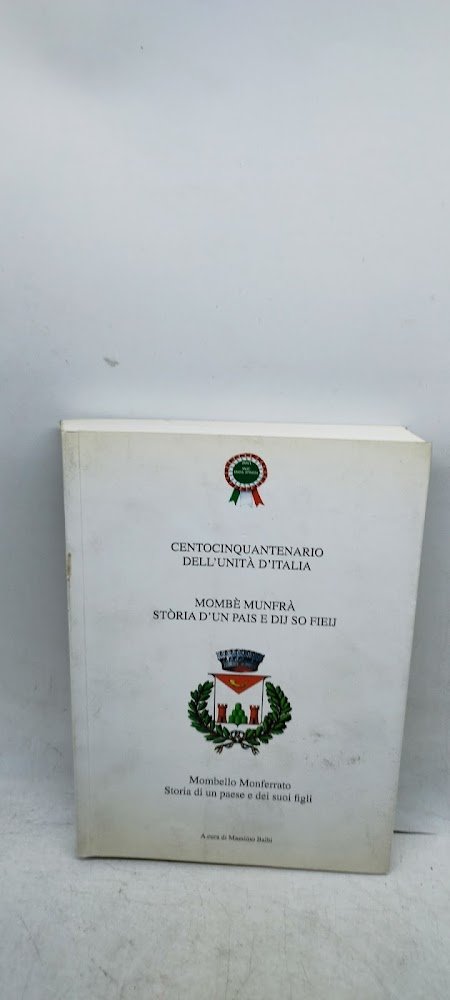 CENTOCINQUANTENARIO
DELL'UNITÀ D'ITALIA
MOMBÈ MUNFRÀ
STÒRIA D'UN PAIS E DIJ SO FIEIJ
Mombello Monferrato
Storia di un paese e dei suoi figli
A cura di Massimo Balbi